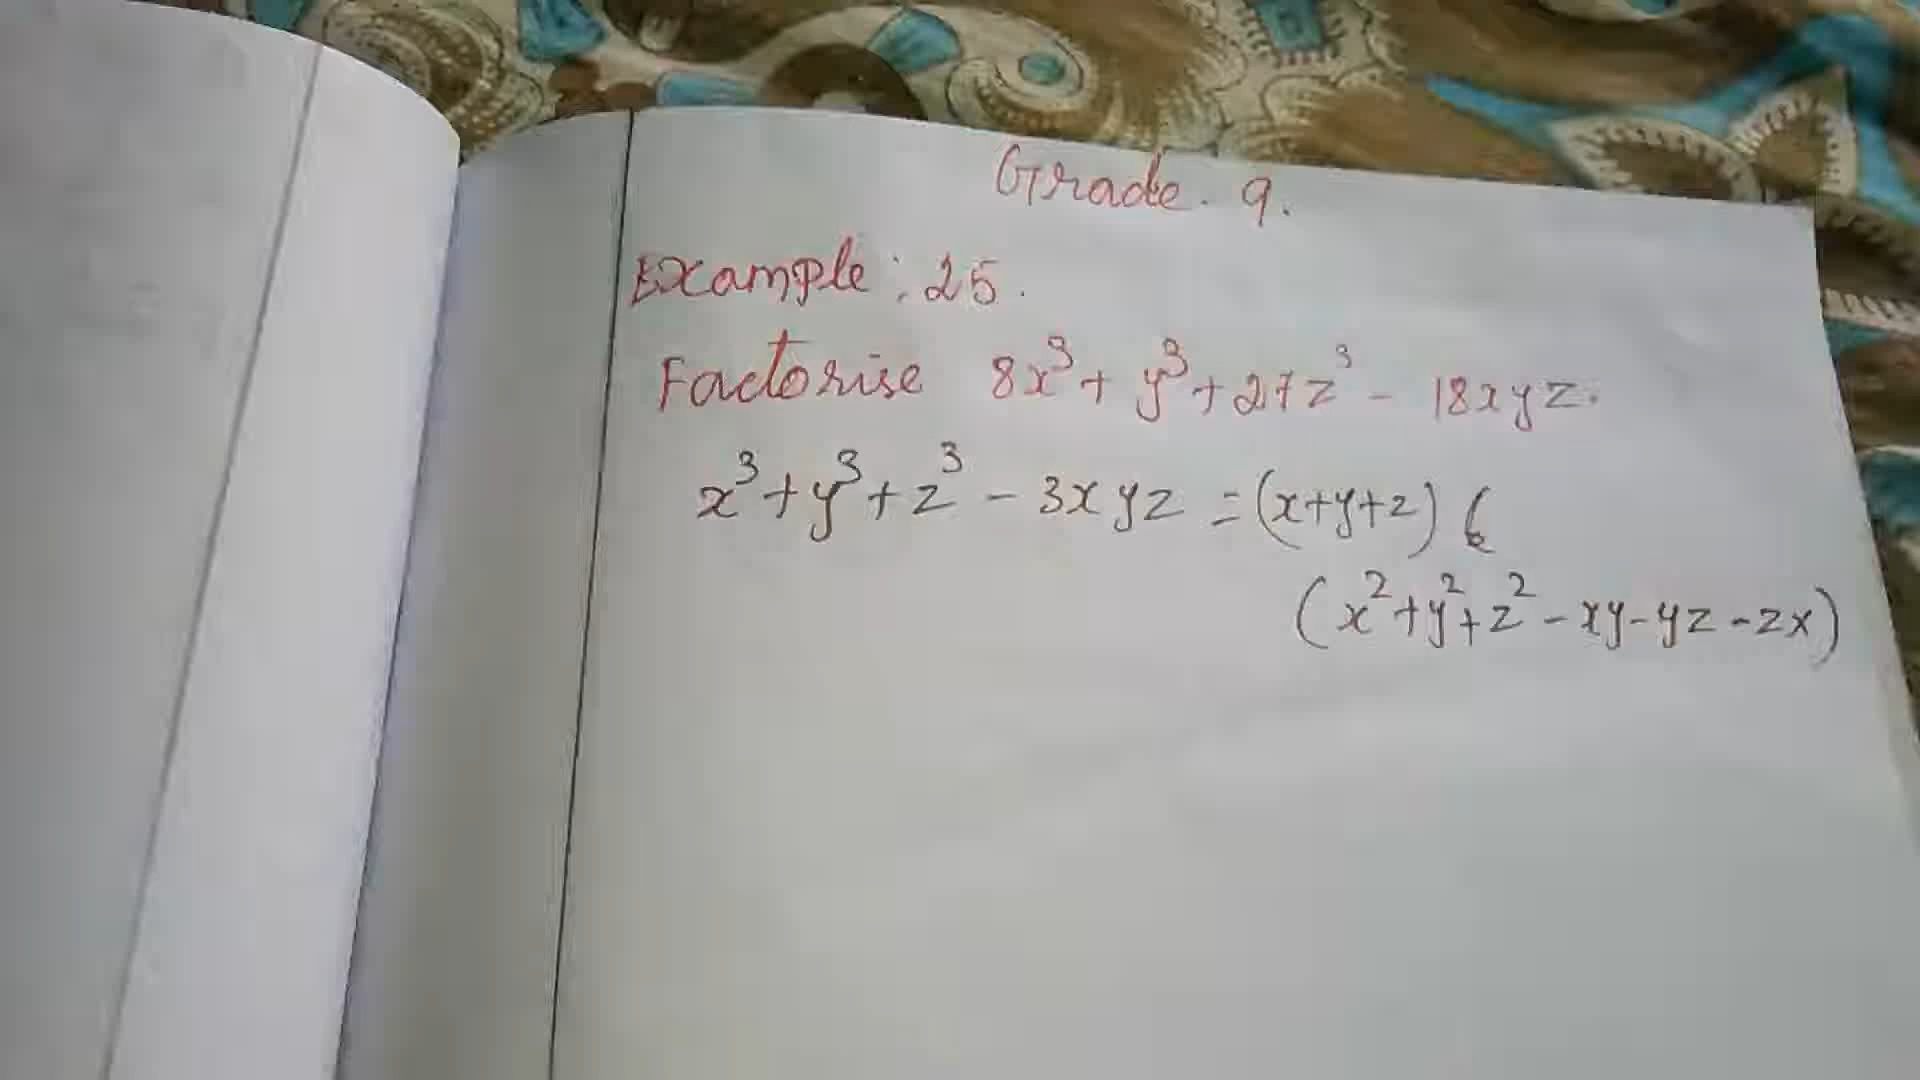 Grade. 9.
Example: 25.
Factorise 8x³ + y³ + 27z³ - 18xyz.
x³ + y³ + z³ - 3xyz = (x+y+z) (
(x² + y² + z² - xy - yz - zx)